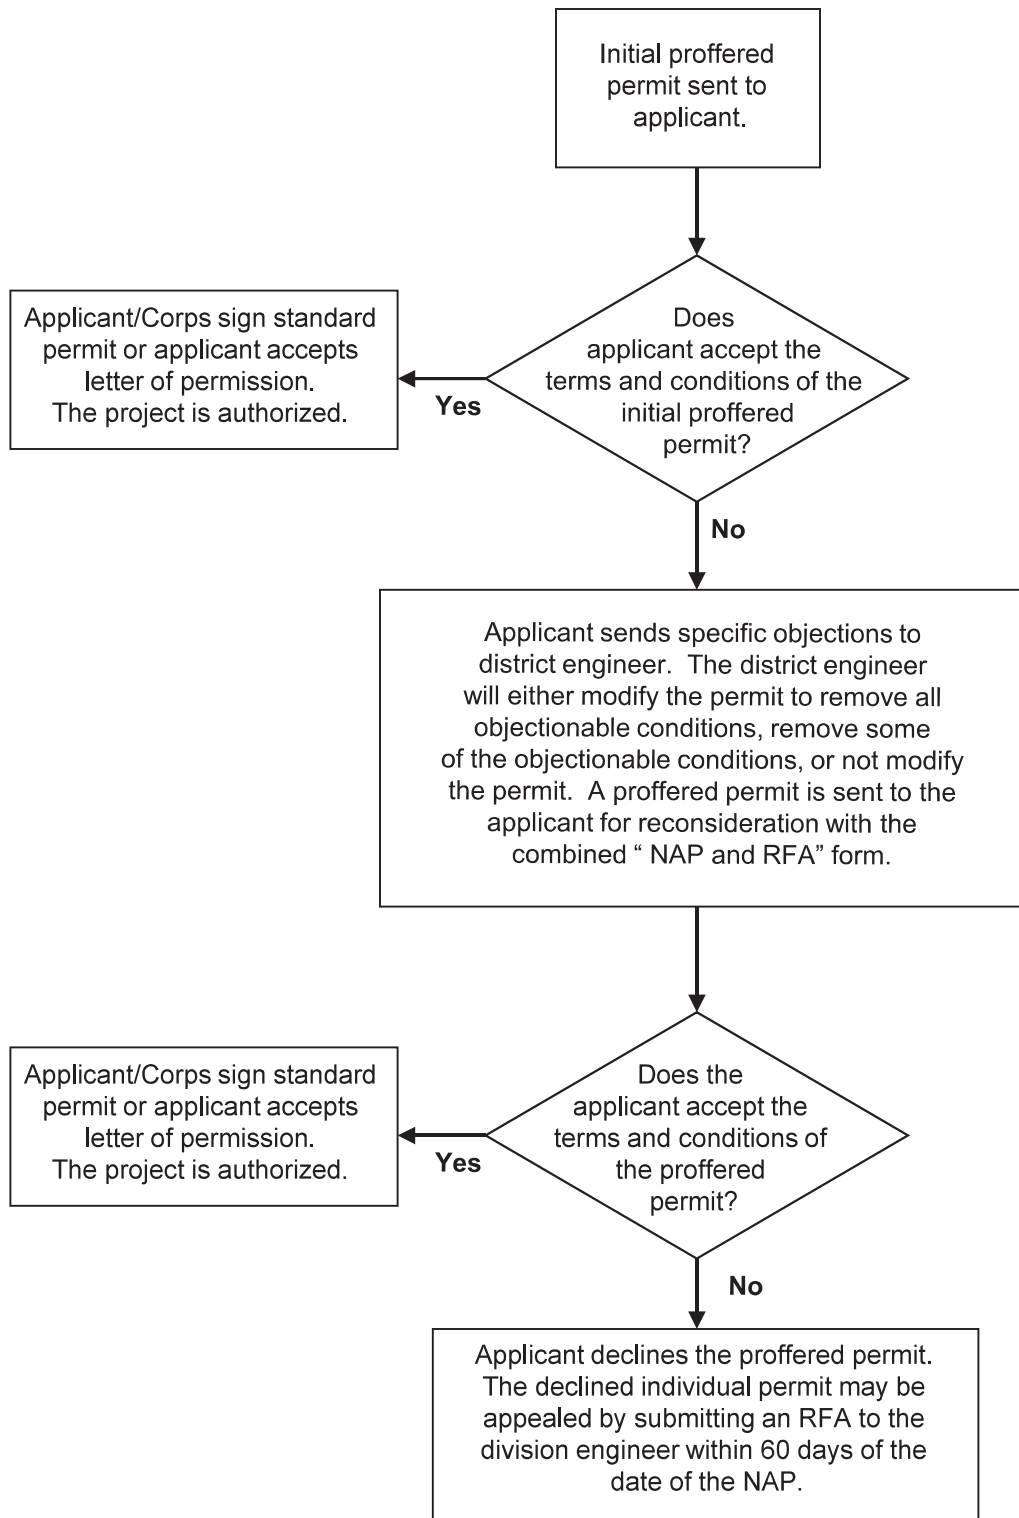 Initial proffered
permit sent to
applicant.
Does
applicant accept the
terms and conditions of the
initial proffered
permit?
Applicant/Corps sign standard
permit or applicant accepts
letter of permission.
The project is authorized.
Yes
No
Applicant sends specific objections to
district engineer.  The district engineer
will either modify the permit to remove all
objectionable conditions, remove some
of the objectionable conditions, or not modify
the permit.  A proffered permit is sent to the
applicant for reconsideration with the
combined “ NAP and RFA” form.
Does the
applicant accept the
terms and conditions of
the proffered
permit?
Applicant/Corps sign standard
permit or applicant accepts
letter of permission.
The project is authorized.
Yes
No
Applicant declines the proffered permit.
The declined individual permit may be
appealed by submitting an RFA to the
division engineer within 60 days of the
date of the NAP.